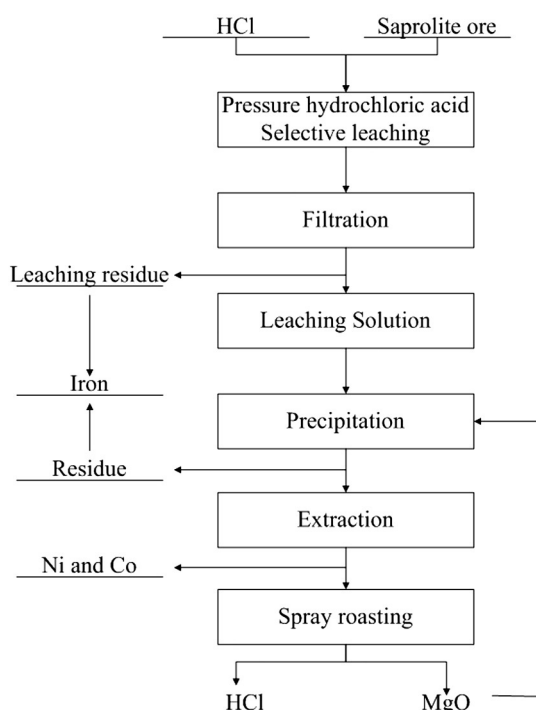 HCl
Saprolite ore
Pressure hydrochloric acid
Selective leaching
Filtration
Leaching residue
Leaching Solution
Iron
Precipitation
Residue
Extraction
Ni and Co
Spray roasting
HCl
MgO